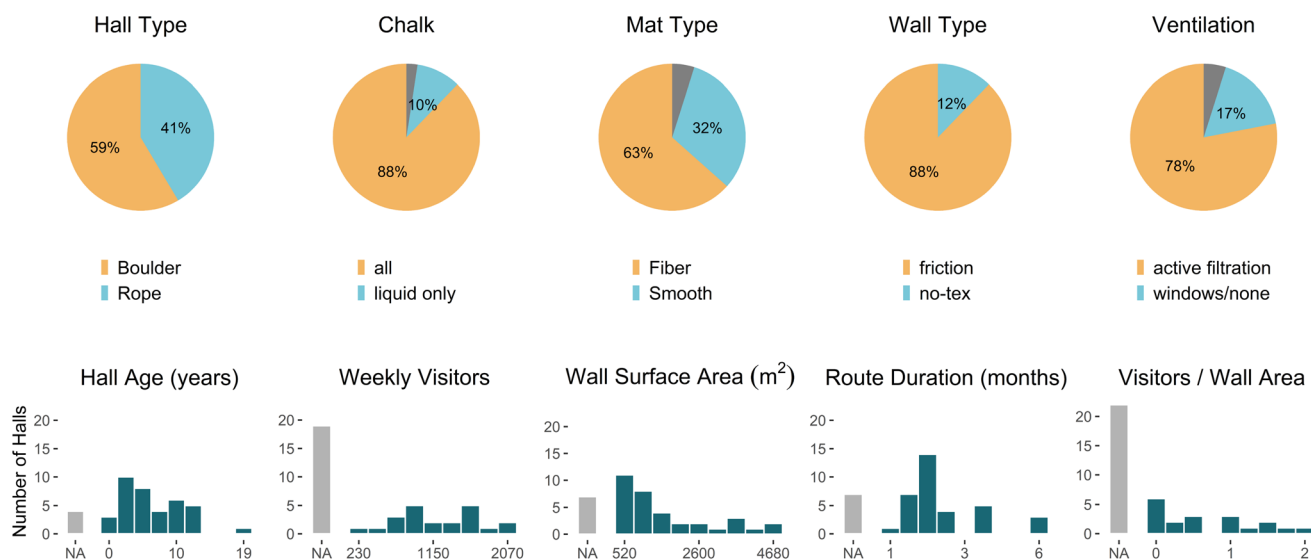 Hall Type
Chalk
Mat Type
Wall Type
Ventilation
41%
59%
10%
88%
32%
63%
12%
88%
17%
78%
Boulder
Rope
all
liquid only
Fiber
Smooth
friction
no-tex
active filtration
windows/none
Hall Age (years)
Weekly Visitors
Wall Surface Area (m²)
Route Duration (months)
Visitors / Wall Area
Number of Halls
20
15
10
5
0
NA 0 10 19
20
15
10
5
0
NA 230 1150 2070
20
15
10
5
0
NA 520 2600 4680
20
15
10
5
0
NA 1 3 6
20
15
10
5
0
NA 0 1 2